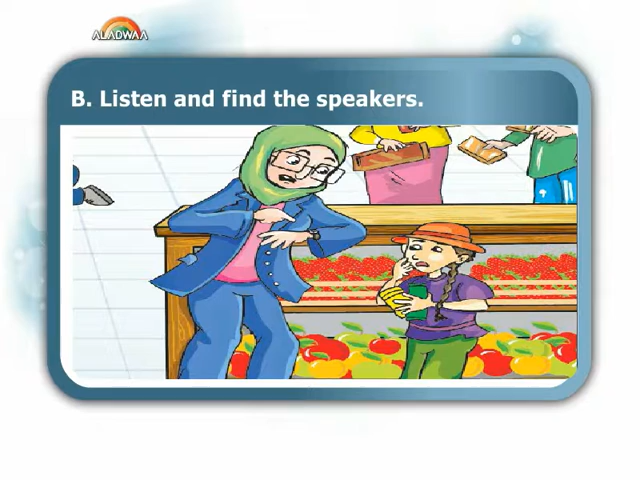 ALADWAA
B. Listen and find the speakers.